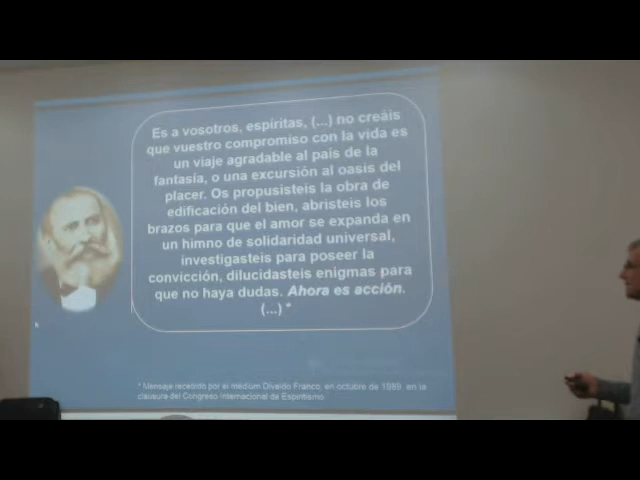 Es a vosotros, espíritas, (...) no creáis
que vuestro compromiso con la vida es
un viaje agradable al país de la
fantasía, o una excursión al oasis del
placer. Os propusisteis la obra de
edificación del bien, abristeis los
brazos para que el amor se expanda en
un himno de solidaridad universal,
investigasteis para poseer la
convicción, dilucidasteis enigmas para
que no haya dudas. Ahora es acción.
(...) *
* Mensaje recibido por el médium Divaldo Franco, en octubre de 1989, en la
clausura del Congreso Internacional de Espiritismo